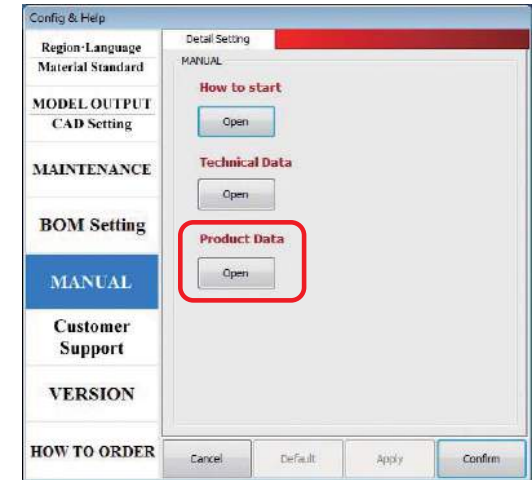 Config & Help
Region·Language
Material Standard
MODEL OUTPUT
CAD Setting
MAINTENANCE
BOM Setting
MANUAL
Customer
Support
VERSION
HOW TO ORDER
Detail Setting
MANUAL
How to start
Open
Technical Data
Open
Product Data
Open
Cancel
Default
Apply
Confirm